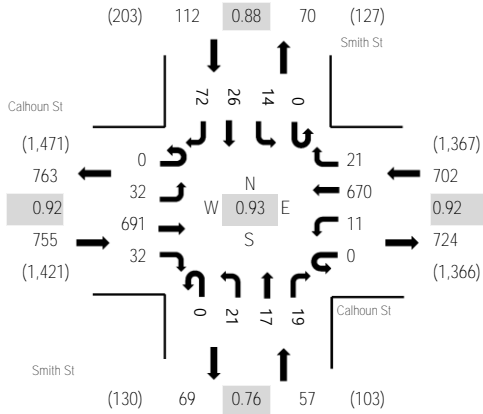 (203) 112 0.88 70 (127)
Smith St
Calhoun St
72 26 14 0
(1,471) (1,367)
0 21
763 702
32 N 670
0.92 W 0.93 E 0.92
691 11
755 S 724
32 0
(1,421) (1,366)
0 21 17 19
Calhoun St
Smith St
(130) 69 0.76 57 (103)